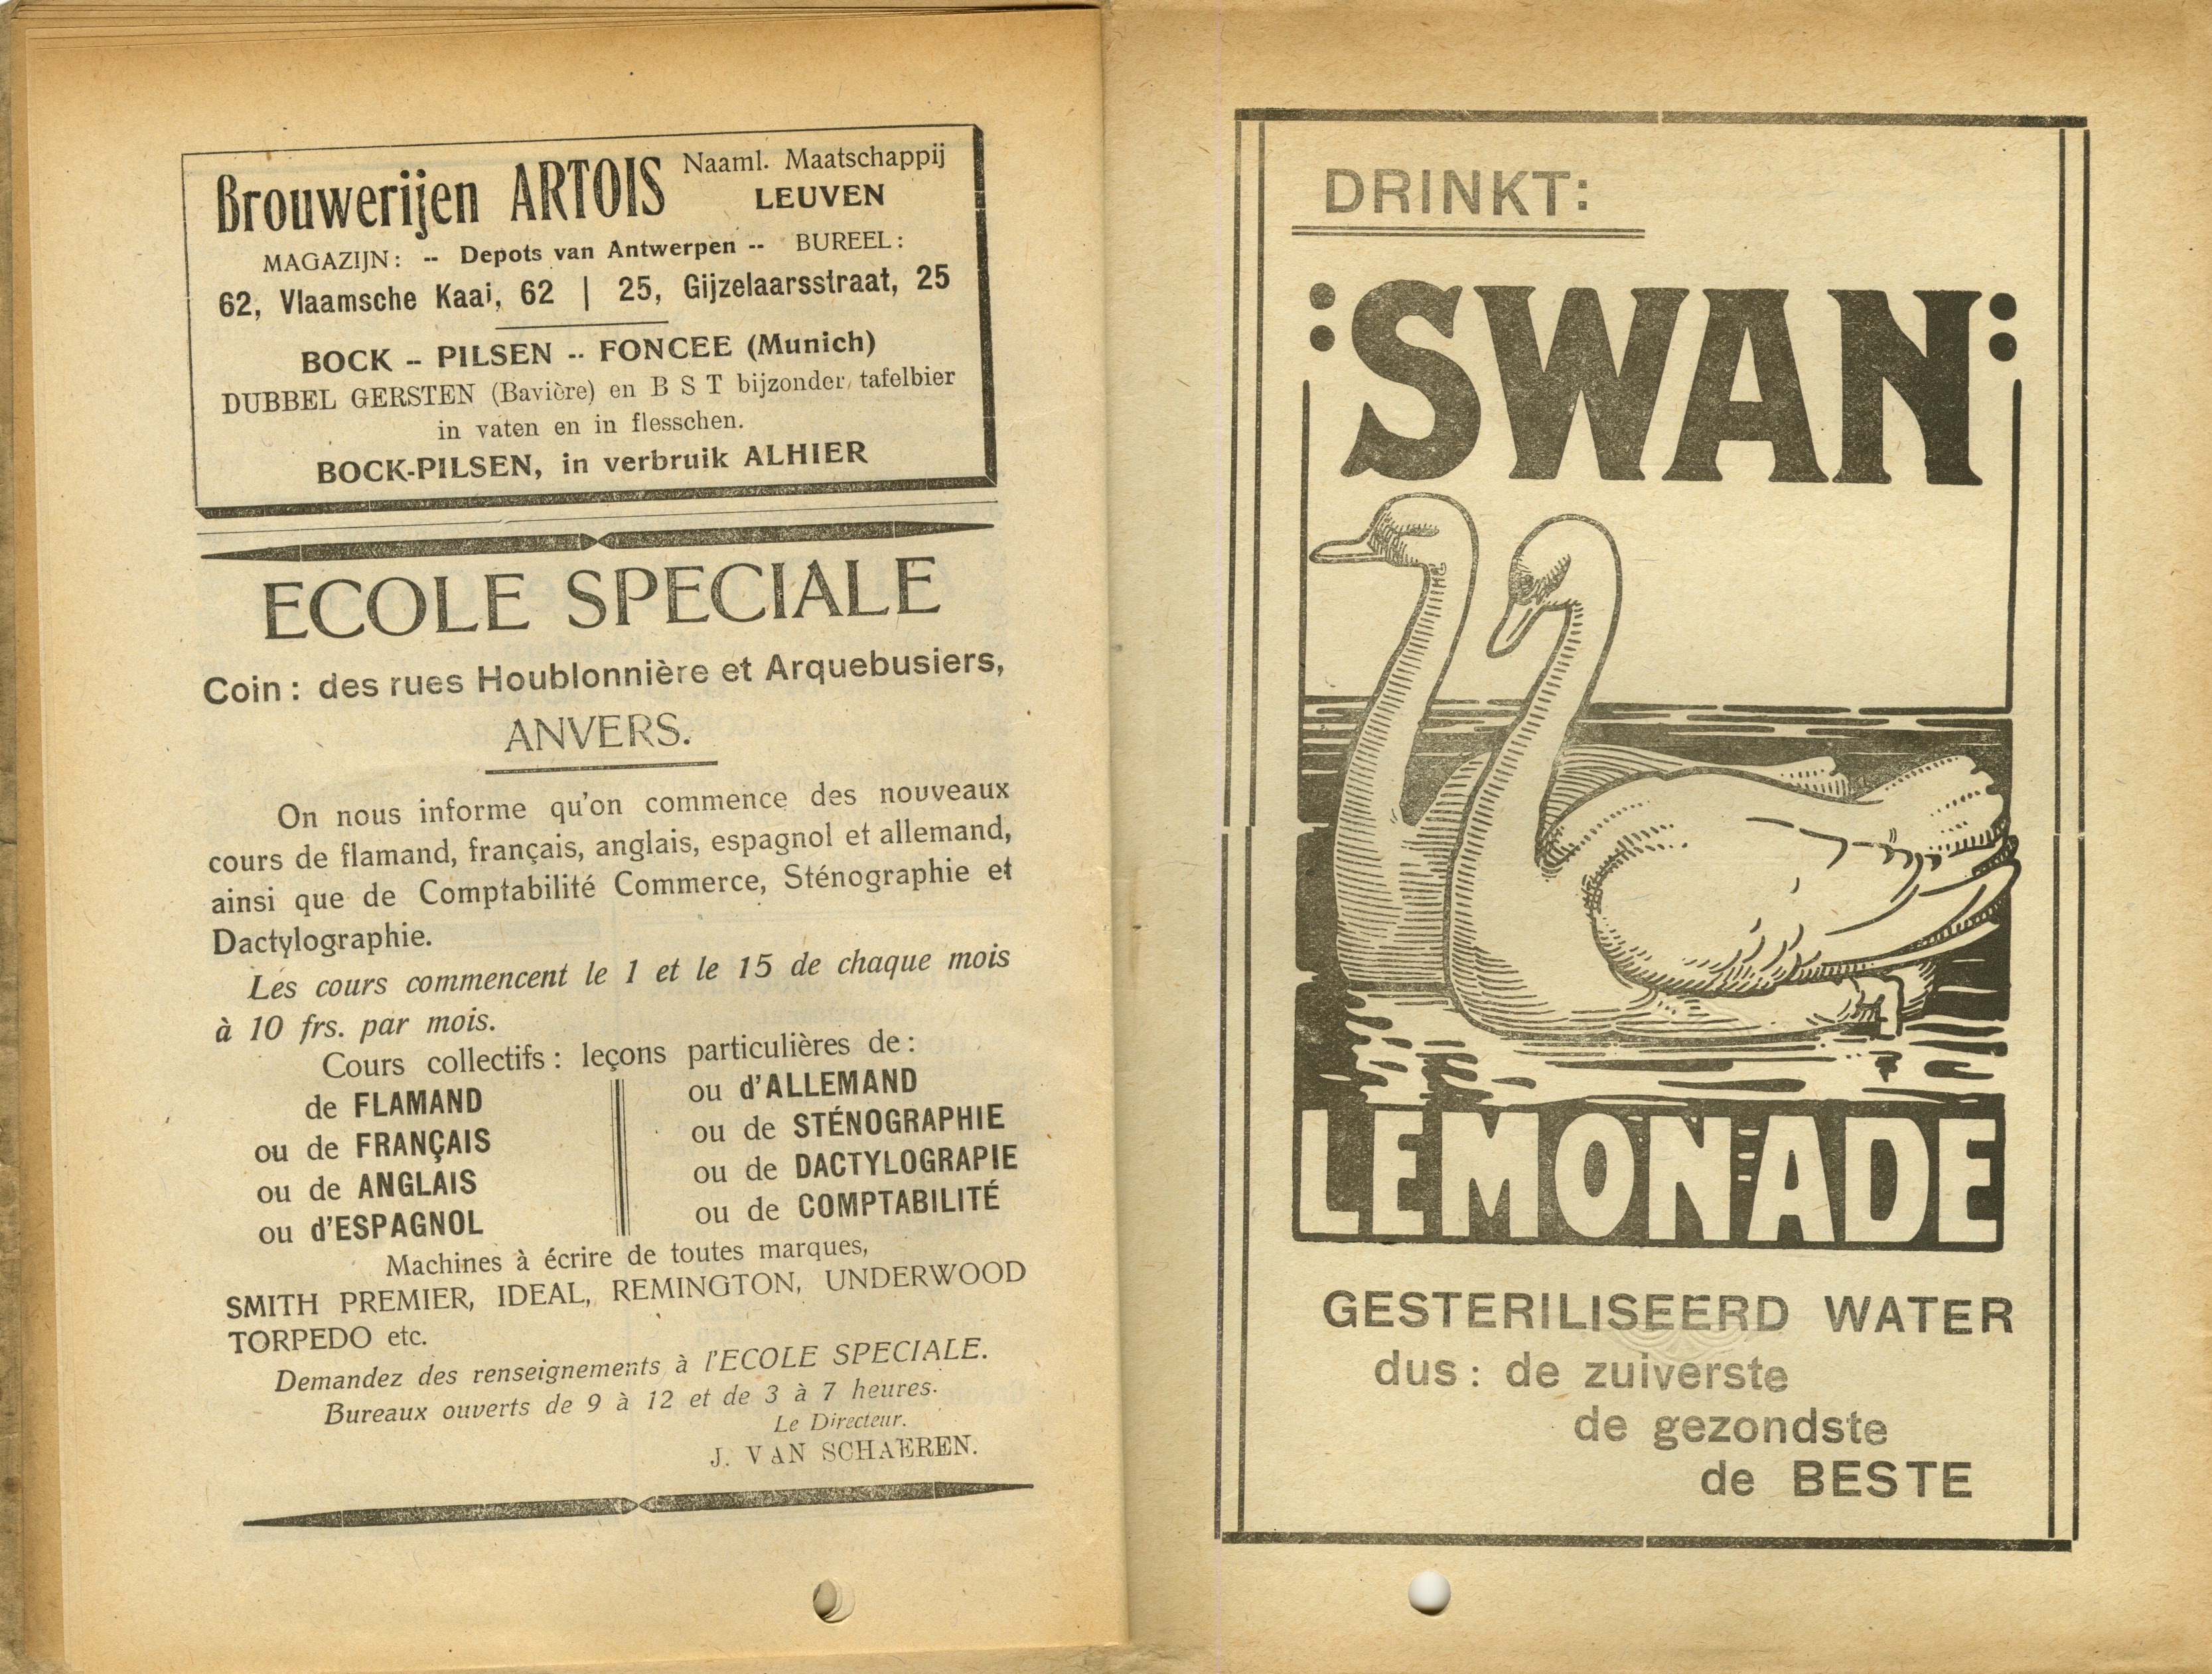 Brouwerijen ARTOIS Naaml. Maatschappij
LEUVEN
MAGAZIJN: -- Depots van Antwerpen -- BUREEL:
62, Vlaamsche Kaai, 62 | 25, Gijzelaarsstraat, 25
BOCK -- PILSEN -- FONCEE (Munich)
DUBBEL GERSTEN (Bavière) en B S T bijzonder, tafelbier
in vaten en in flesschen.
BOCK-PILSEN, in verbruik ALHIER
ECOLE SPECIALE
Coin: des rues Houblonnière et Arquebusiers,
ANVERS.
On nous informe qu'on commence des nouveaux
cours de flamand, français, anglais, espagnol et allemand,
ainsi que de Comptabilité Commerce, Sténographie et
Dactylographie.
Les cours commencent le 1 et le 15 de chaque mois
à 10 frs. par mois.
Cours collectifs: leçons particulières de:
de FLAMAND
ou de FRANÇAIS
ou de ANGLAIS
ou d'ESPAGNOL
ou d'ALLEMAND
ou de STÉNOGRAPHIE
ou de DACTYLOGRAPIE
ou de COMPTABILITÉ
Machines à écrire de toutes marques,
SMITH PREMIER, IDEAL, REMINGTON, UNDERWOOD
TORPEDO etc.
Demandez des renseignements à l'ECOLE SPECIALE.
Bureaux ouverts de 9 à 12 et de 3 à 7 heures.
Le Directeur.
J. VAN SCHAEREN.
DRINKT:
:SWAN:
LEMONADE
GESTERILISEERD WATER
dus: de zuiverste
de gezondste
de BESTE